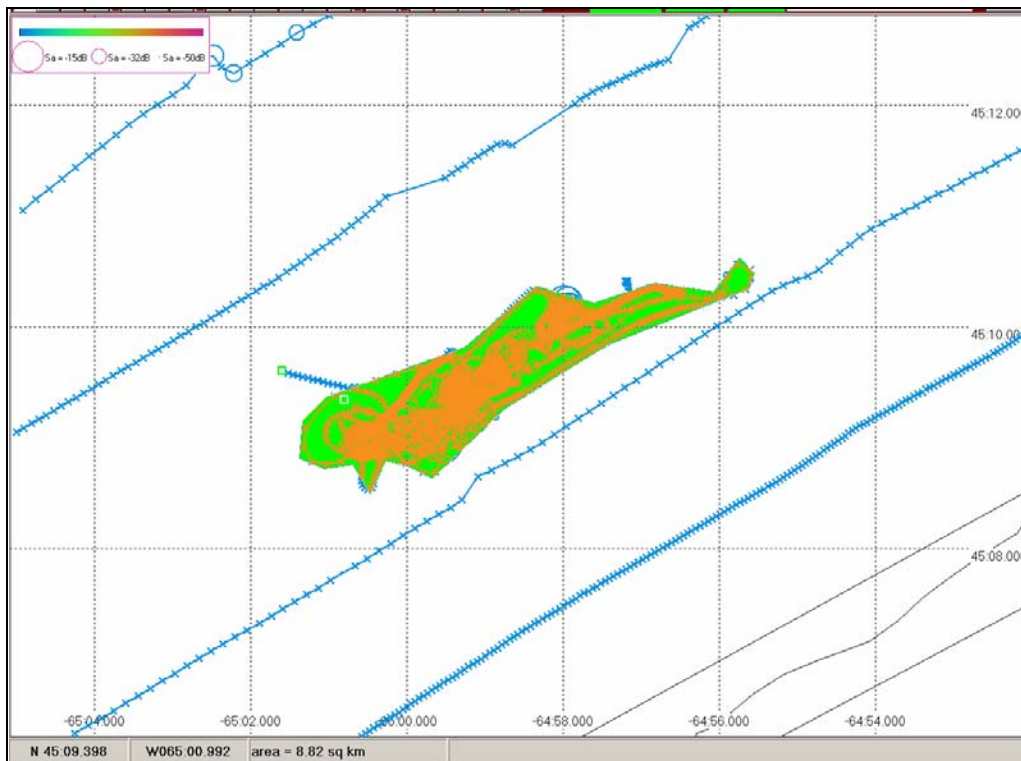 Sa = -15dB Sa = -32dB Sa = -50dB
45:12.00
45:10.00
45:08.00
-65:04.000 -65:02.000 00.000 -64:58.000 -64:56.000 -64:54.000
N 45:09.398 W065:00.992 area = 8.82 sq km